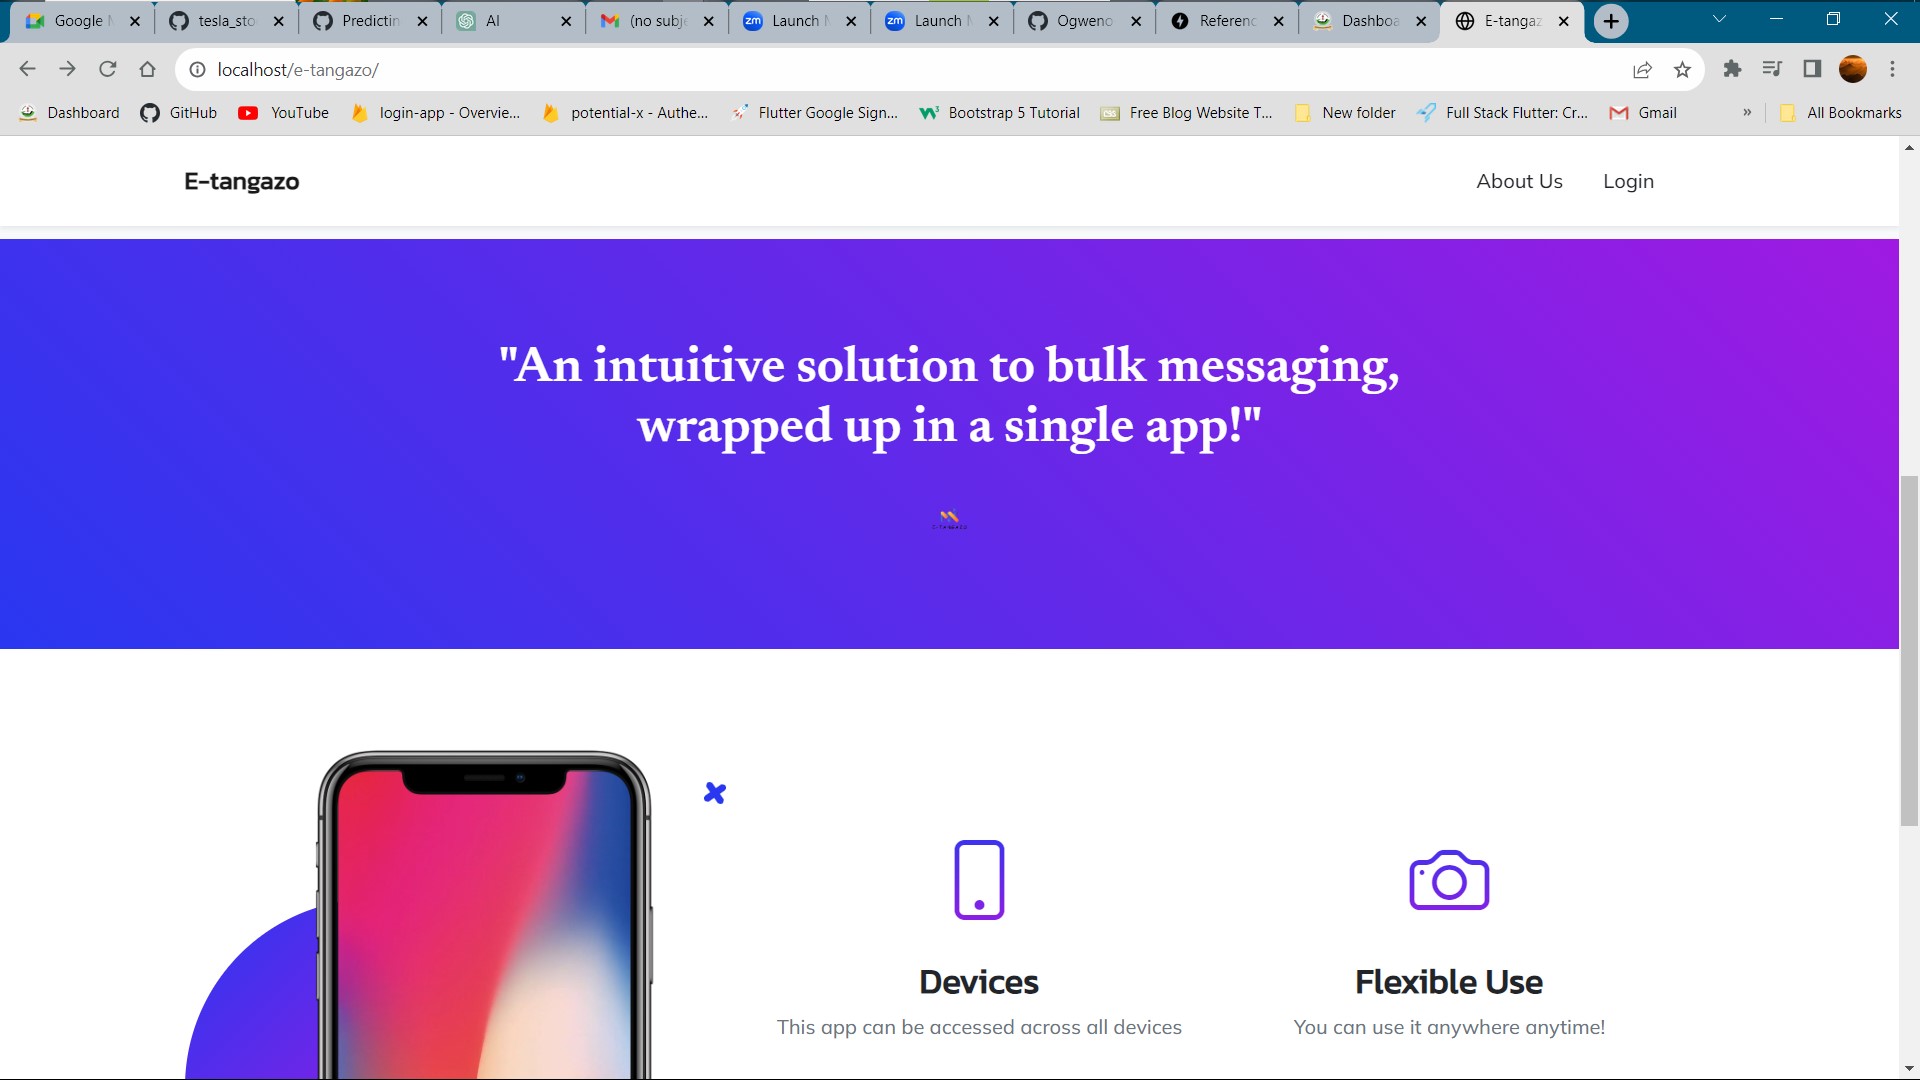 Google M
tesla_sto
Predictin
AI
(no subje
Launch M
Launch M
Ogweno
Referenc
Dashboa
E-tangaz
localhost/e-tangazo/
Dashboard
GitHub
YouTube
login-app - Overvie...
potential-x - Authe...
Flutter Google Sign...
Bootstrap 5 Tutorial
Free Blog Website T...
New folder
Full Stack Flutter: Cr...
Gmail
»
All Bookmarks
E-tangazo
About Us
Login
"An intuitive solution to bulk messaging,
wrapped up in a single app!"
E-TANGAZO
Devices
Flexible Use
This app can be accessed across all devices
You can use it anywhere anytime!